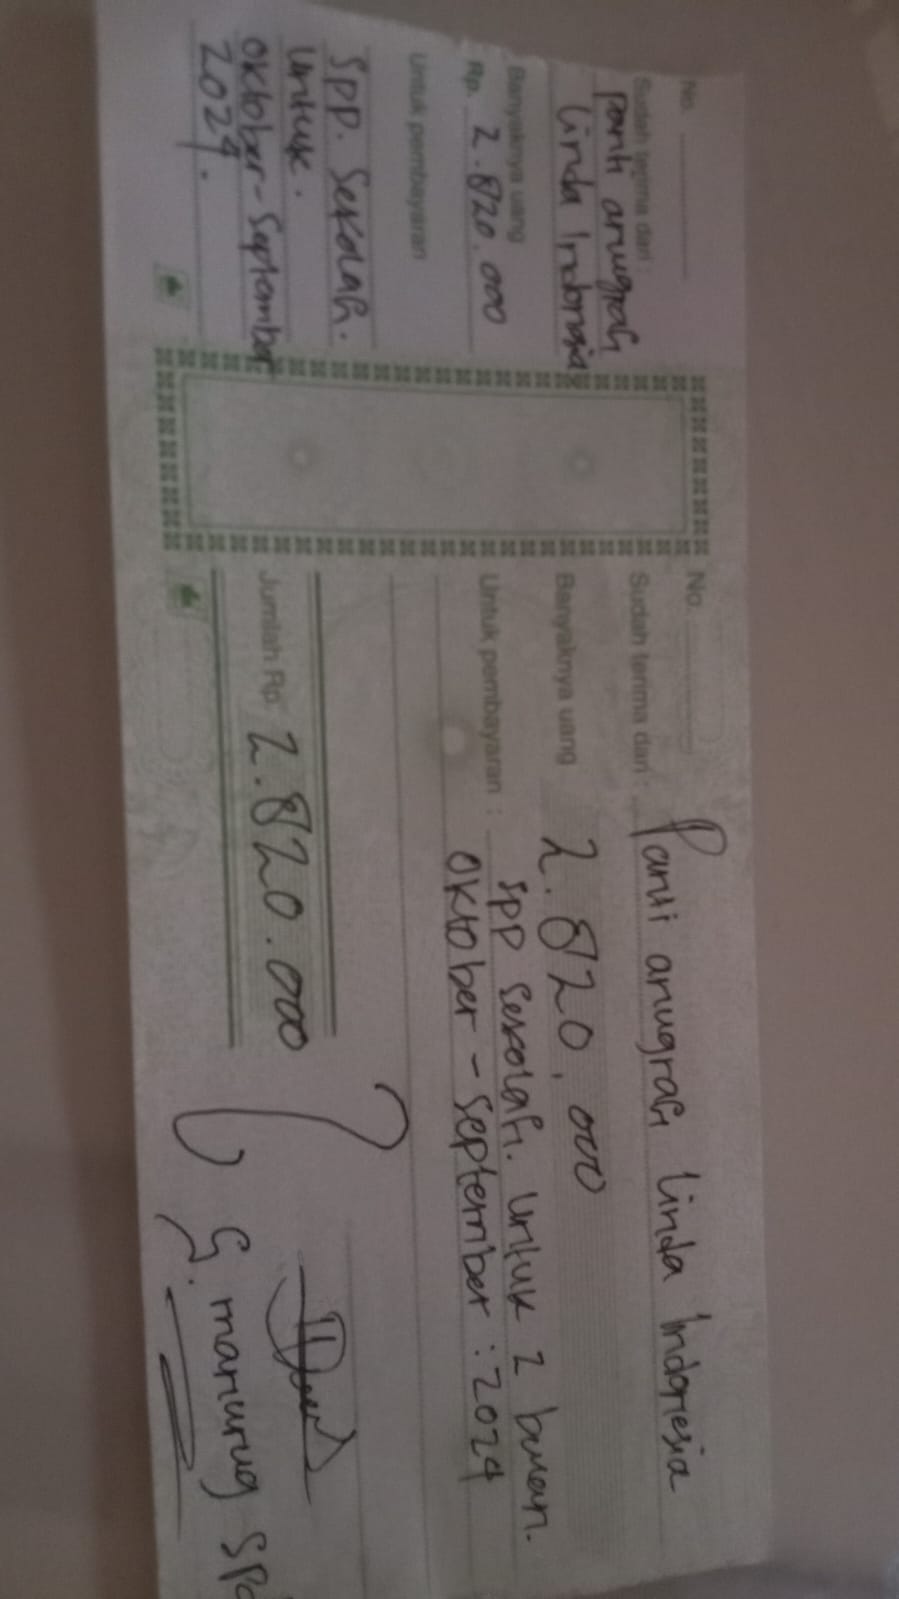 No.
Sudah terima dari :
panti anugrah
linda Indonesia
Banyaknya uang
Rp. 2.820.000
Untuk pembayaran
SPP. Sekolah.
untuk.
oktober-September
2024.
No.
Sudah terima dari : Panti anugrah linda Indonesia
Banyaknya uang 2.820.000
Untuk pembayaran : SPP Sekolah. untuk 2 bulan.
oktober - September : 2024
Jumlah Rp 2.820.000
G. manurug